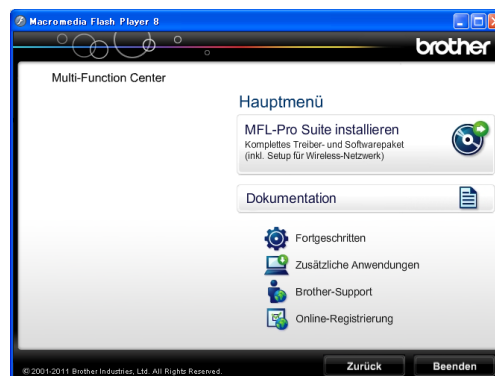 Macromedia Flash Player 8
brother
Multi-Function Center
Hauptmenü
MFL-Pro Suite installieren
Komplettes Treiber- und Softwarepaket
(inkl. Setup für Wireless-Netzwerk)
Dokumentation
Fortgeschritten
Zusätzliche Anwendungen
Brother-Support
Online-Registrierung
© 2001-2011 Brother Industries, Ltd. All Rights Reserved.
Zurück
Beenden